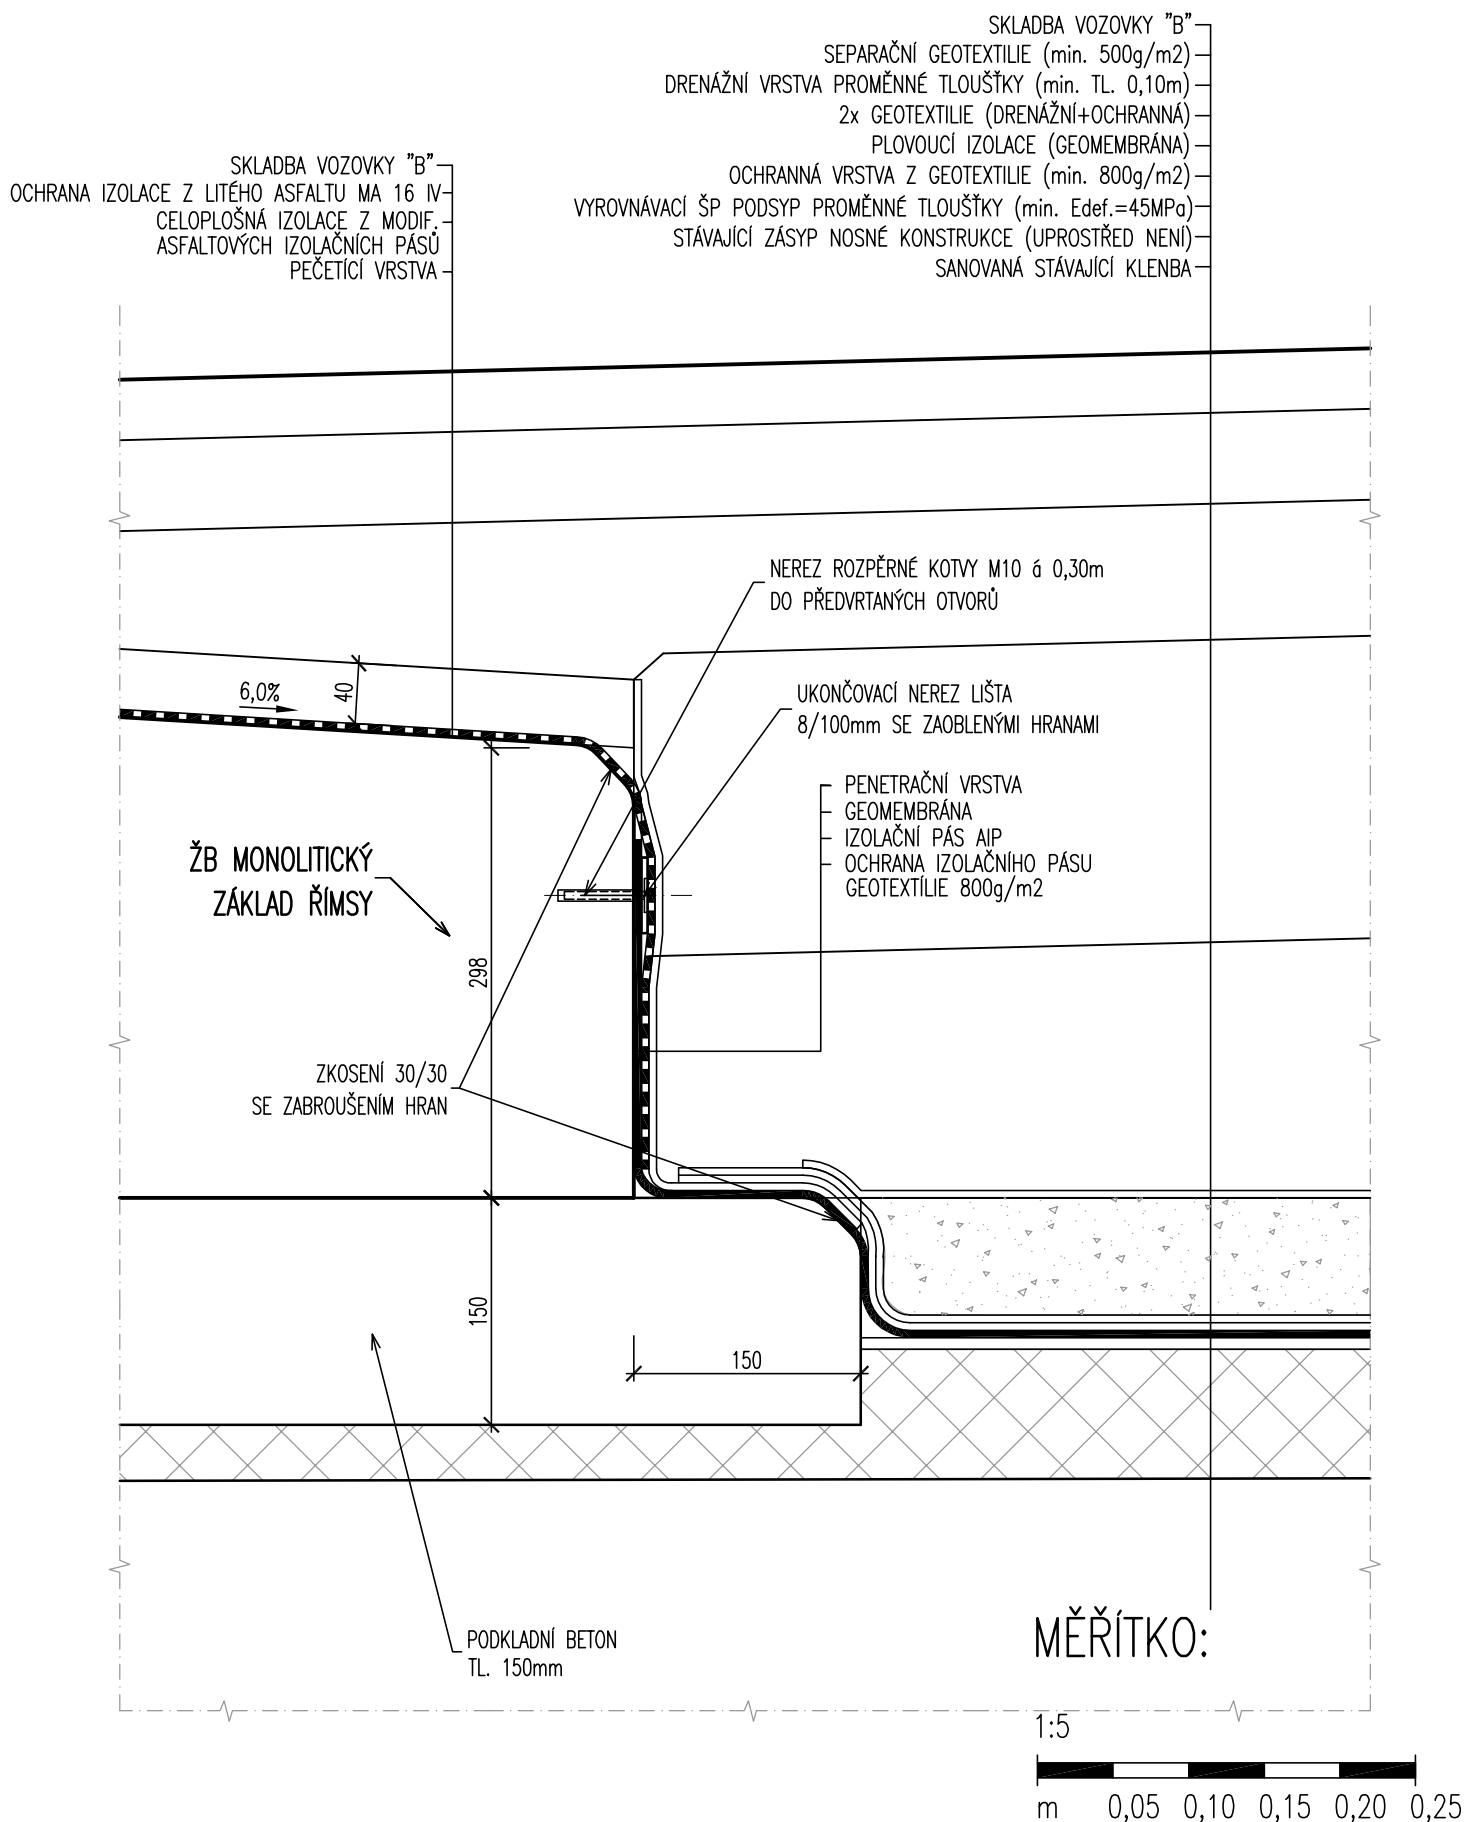 SKLADBA VOZOVKY "B"
SEPARAČNÍ GEOTEXTILIE (min. 500g/m2)
DRENÁŽNÍ VRSTVA PROMĚNNÉ TLOUŠŤKY (min. TL. 0,10m)
2x GEOTEXTILIE (DRENÁŽNÍ+OCHRANNÁ)
PLOVOUCÍ IZOLACE (GEOMEMBRÁNA)
OCHRANNÁ VRSTVA Z GEOTEXTILIE (min. 800g/m2)
VYROVNÁVACÍ ŠP PODSYP PROMĚNNÉ TLOUŠŤKY (min. Edef.=45MPa)
STÁVAJÍCÍ ZÁSYP NOSNÉ KONSTRUKCE (UPROSTŘED NENÍ)
SANOVANÁ STÁVAJÍCÍ KLENBA
SKLADBA VOZOVKY "B"
OCHRANA IZOLACE Z LITÉHO ASFALTU MA 16 IV
CELOPLOŠNÁ IZOLACE Z MODIF.
ASFALTOVÝCH IZOLAČNÍCH PÁSŮ
PEČETÍCÍ VRSTVA
NEREZ ROZPĚRNÉ KOTVY M10 á 0,30m
DO PŘEDVRTANÝCH OTVORŮ
6,0%
40
UKONČOVACÍ NEREZ LIŠTA
8/100mm SE ZAOBLENÝMI HRANAMI
PENETRAČNÍ VRSTVA
GEOMEMBRÁNA
IZOLAČNÍ PÁS AIP
OCHRANA IZOLAČNÍHO PÁSU
GEOTEXTÍLIE 800g/m2
ŽB MONOLITICKÝ
ZÁKLAD ŘÍMSY
298
ZKOSENÍ 30/30
SE ZABROUŠENÍM HRAN
150
150
PODKLADNÍ BETON
TL. 150mm
MĚŘÍTKO:
1:5
m 0,05 0,10 0,15 0,20 0,25